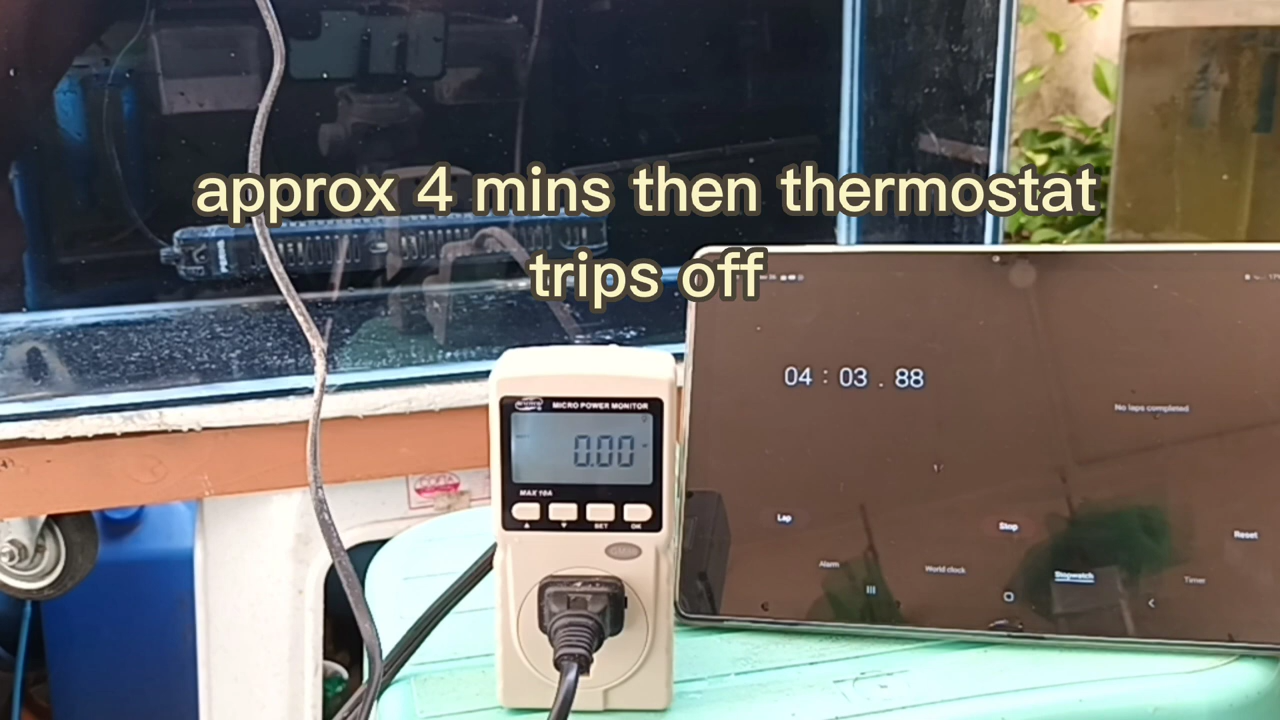 approx 4 mins then thermostat
trips off
04 : 03 . 88
No laps completed
MICRO POWER MONITOR
0.00
MAX 16A
SET
OK
Lap
Stop
Reset
Alarm
World clock
Stopwatch
Timer